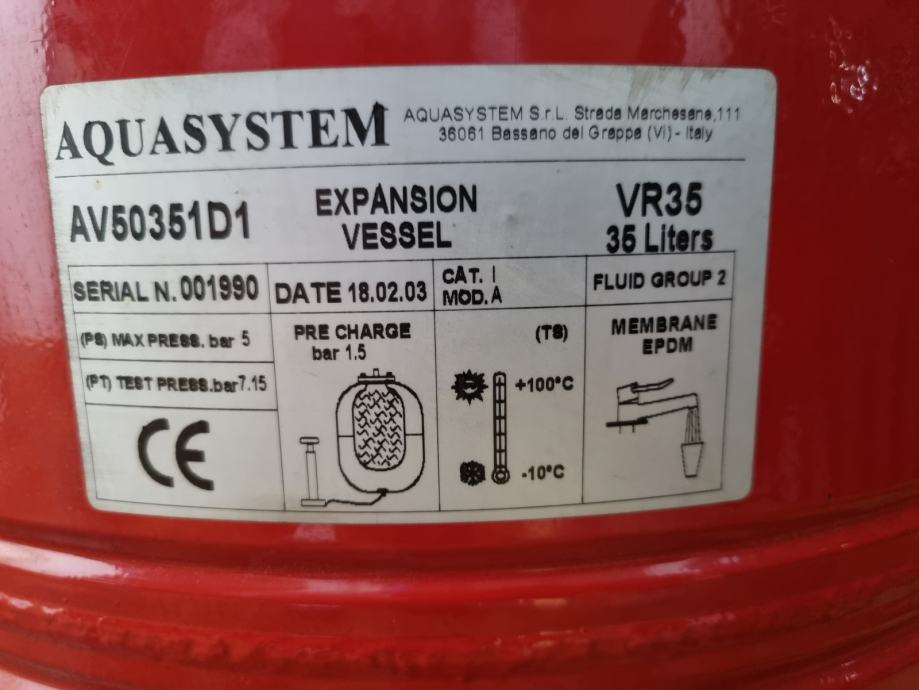 AQUASYSTEM
AQUASYSTEM S.r.L. Strada Marchesane,111
36061 Bassano del Grappa (Vi) - Italy
AV50351D1
EXPANSION
VESSEL
VR35
35 Liters
SERIAL N. 001990
DATE 18.02.03
CAT. I
MOD. A
FLUID GROUP 2
(PS) MAX PRESS. bar 5
(PT) TEST PRESS.bar7.15
CE
PRE CHARGE
bar 1.5
(TS)
+100°C
-10°C
MEMBRANE
EPDM